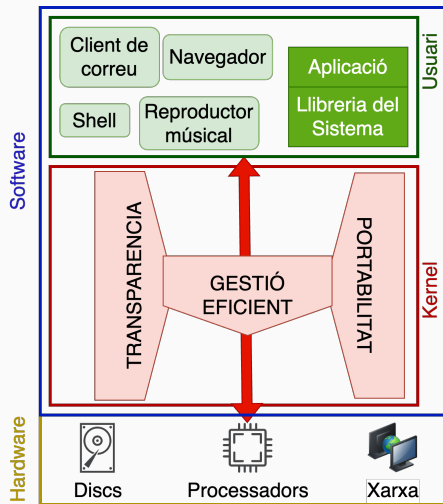 Software
Usuari
Client de
correu
Navegador
Shell
Reproductor
músical
Aplicació
Llibreria del
Sistema
Kernel
TRANSPARENCIA
GESTIÓ
EFICIENT
PORTABILITAT
Hardware
Discs
Processadors
Xarxa